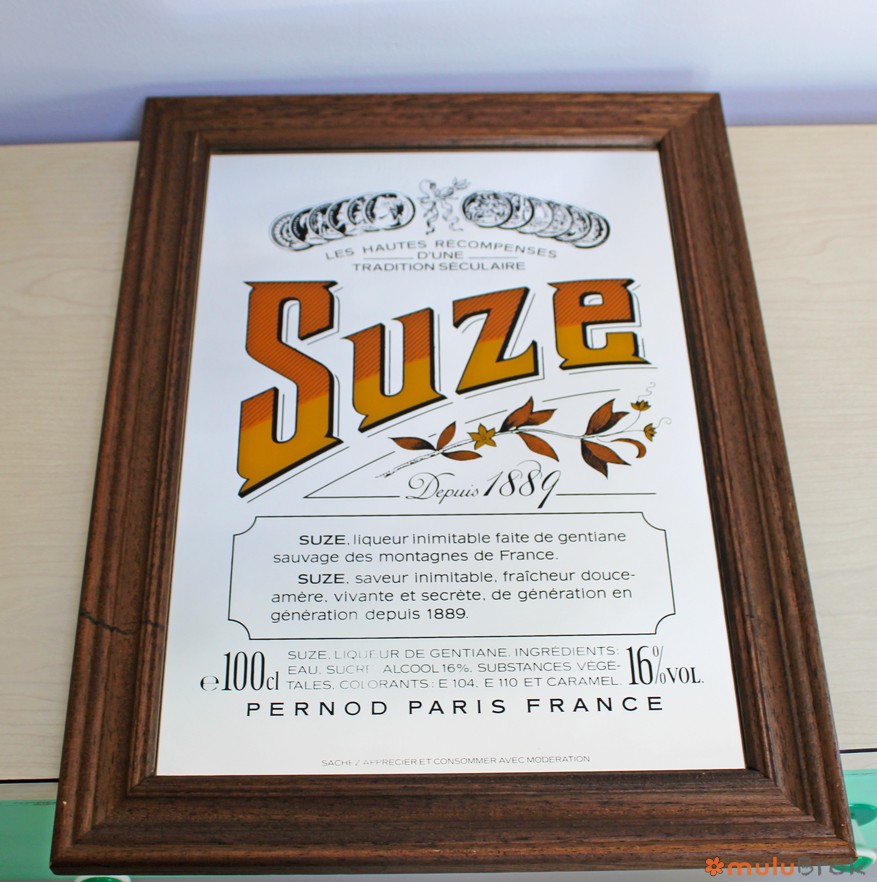 LES HAUTES RÉCOMPENSES
D'UNE
TRADITION SÉCULAIRE
Suze
Depuis 1889
SUZE, liqueur inimitable faite de gentiane
sauvage des montagnes de France.
SUZE, saveur inimitable, fraîcheur douce-
amère, vivante et secrète, de génération en
génération depuis 1889.
SUZE, LIQUEUR DE GENTIANE. INGRÉDIENTS:
EAU, SUCRE ALCOOL 16%, SUBSTANCES VÉGÉ-
TALES, COLORANTS: E 104, E 110 ET CARAMEL.
e 100cl
16% VOL.
PERNOD PARIS FRANCE
SACHEZ APPRECIER ET CONSOMMER AVEC MODERATION
mulubrok